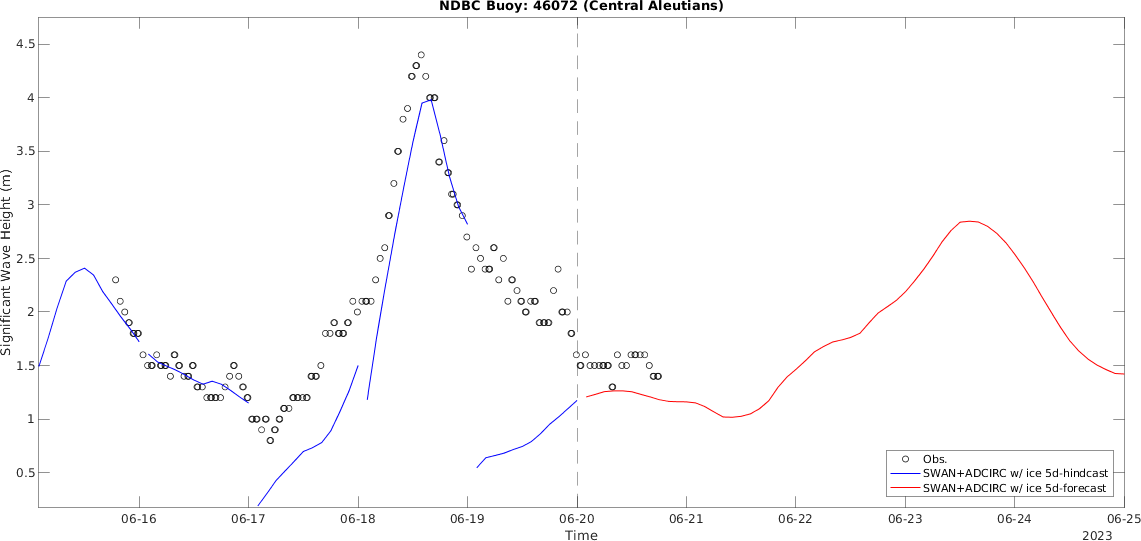 NDBC Buoy: 46072 (Central Aleutians)
4.5
4
3.5
3
2.5
2
1.5
1
0.5
Significant Wave Height (m)
Obs.
SWAN+ADCIRC w/ ice 5d-hindcast
SWAN+ADCIRC w/ ice 5d-forecast
06-16 06-17 06-18 06-19 06-20 06-21 06-22 06-23 06-24 06-25
Time
2023